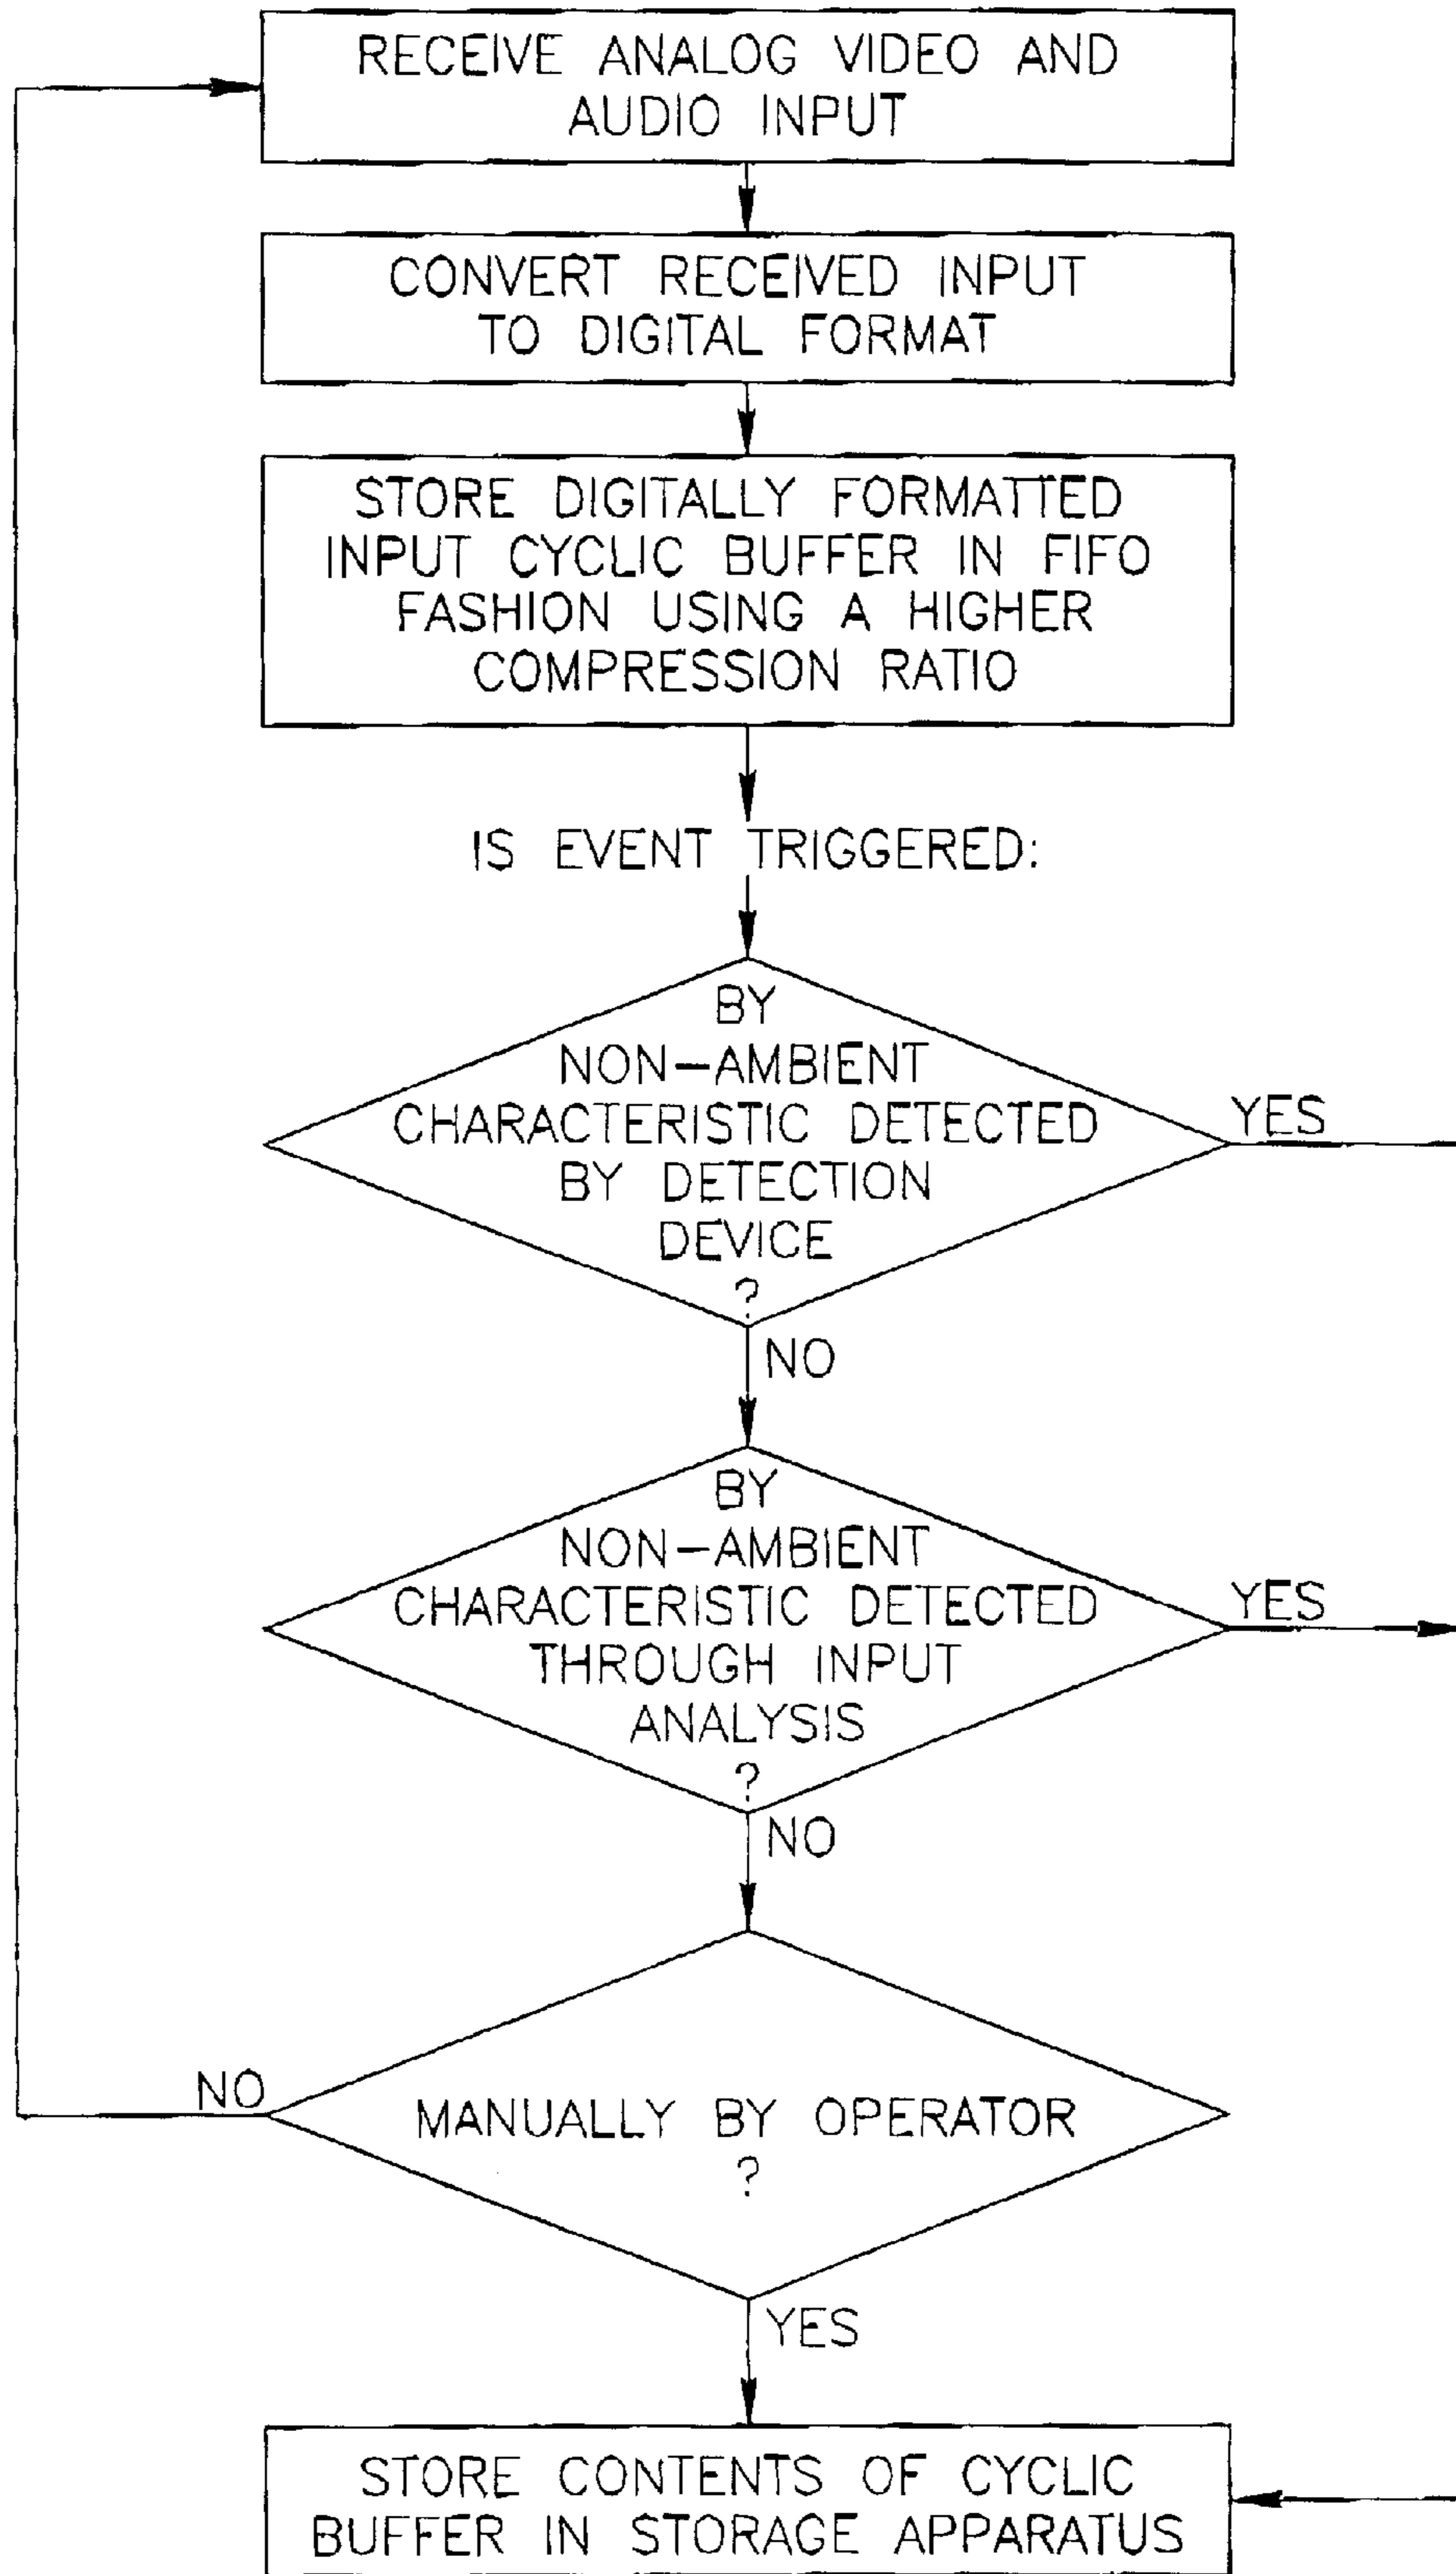 RECEIVE ANALOG VIDEO AND
AUDIO INPUT
CONVERT RECEIVED INPUT
TO DIGITAL FORMAT
STORE DIGITALLY FORMATTED
INPUT CYCLIC BUFFER IN FIFO
FASHION USING A HIGHER
COMPRESSION RATIO
IS EVENT TRIGGERED:
BY
NON-AMBIENT
CHARACTERISTIC DETECTED
BY DETECTION
DEVICE
?
YES
NO
BY
NON-AMBIENT
CHARACTERISTIC DETECTED
THROUGH INPUT
ANALYSIS
?
YES
NO
MANUALLY BY OPERATOR
?
NO
YES
STORE CONTENTS OF CYCLIC
BUFFER IN STORAGE APPARATUS